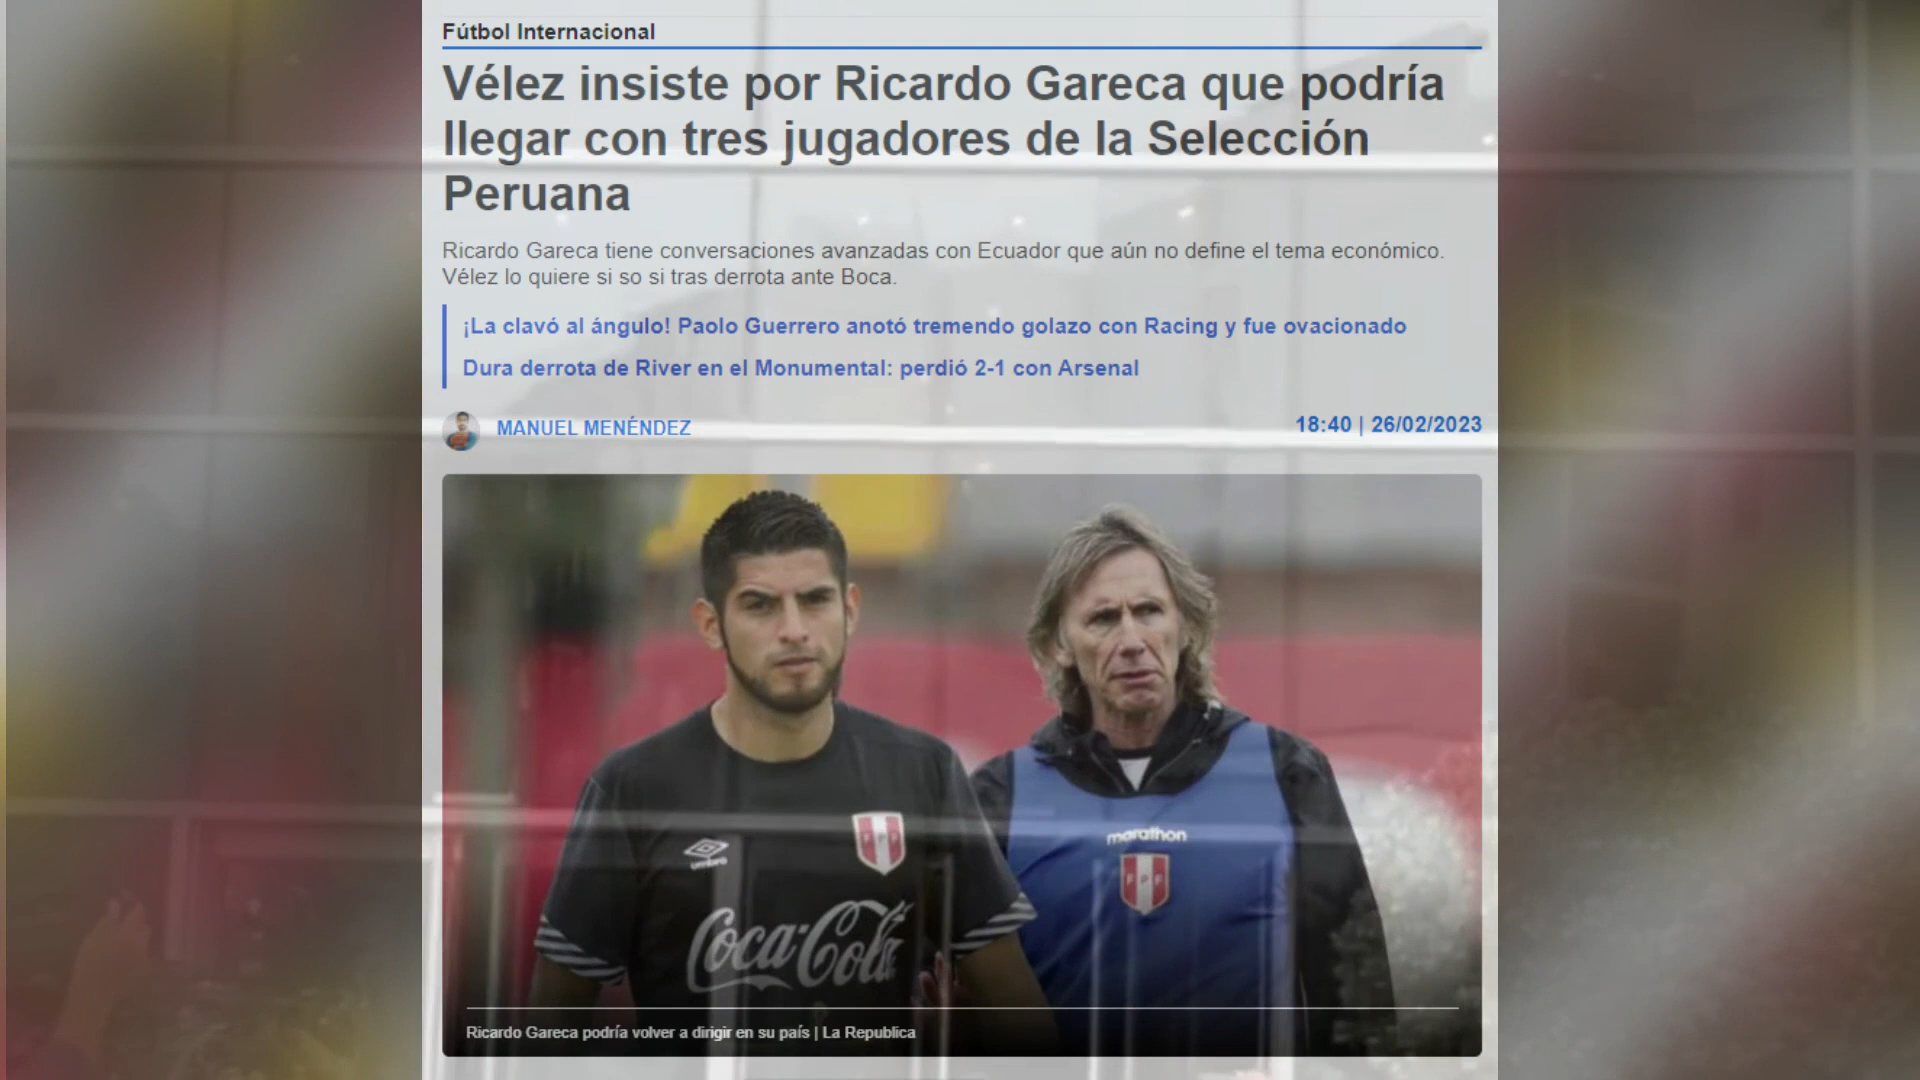 Fútbol Internacional
Vélez insiste por Ricardo Gareca que podría
llegar con tres jugadores de la Selección
Peruana
Ricardo Gareca tiene conversaciones avanzadas con Ecuador que aún no define el tema económico.
Vélez lo quiere si so si tras derrota ante Boca.
¡La clavó al ángulo! Paolo Guerrero anotó tremendo golazo con Racing y fue ovacionado
Dura derrota de River en el Monumental: perdió 2-1 con Arsenal
MANUEL MENÉNDEZ
18:40 | 26/02/2023
marathon
FPF
umbro
FPF
Coca-Cola
Ricardo Gareca podría volver a dirigir en su país | La Republica